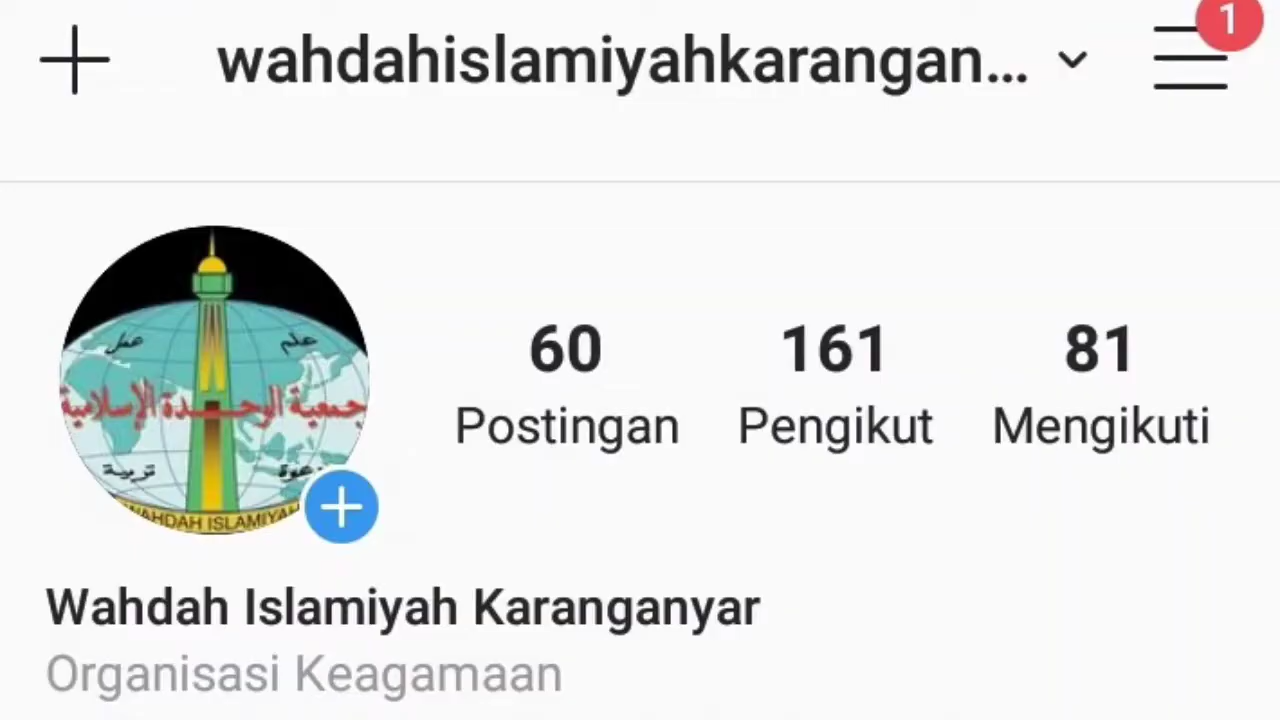 wahdahislamiyahkarangan...
1
علم
عمل
جمعية الوحدة الإسلامية
دعوة
تربية
WAHDAH ISLAMIYAH
60 161 81
Postingan Pengikut Mengikuti
Wahdah Islamiyah Karanganyar
Organisasi Keagamaan